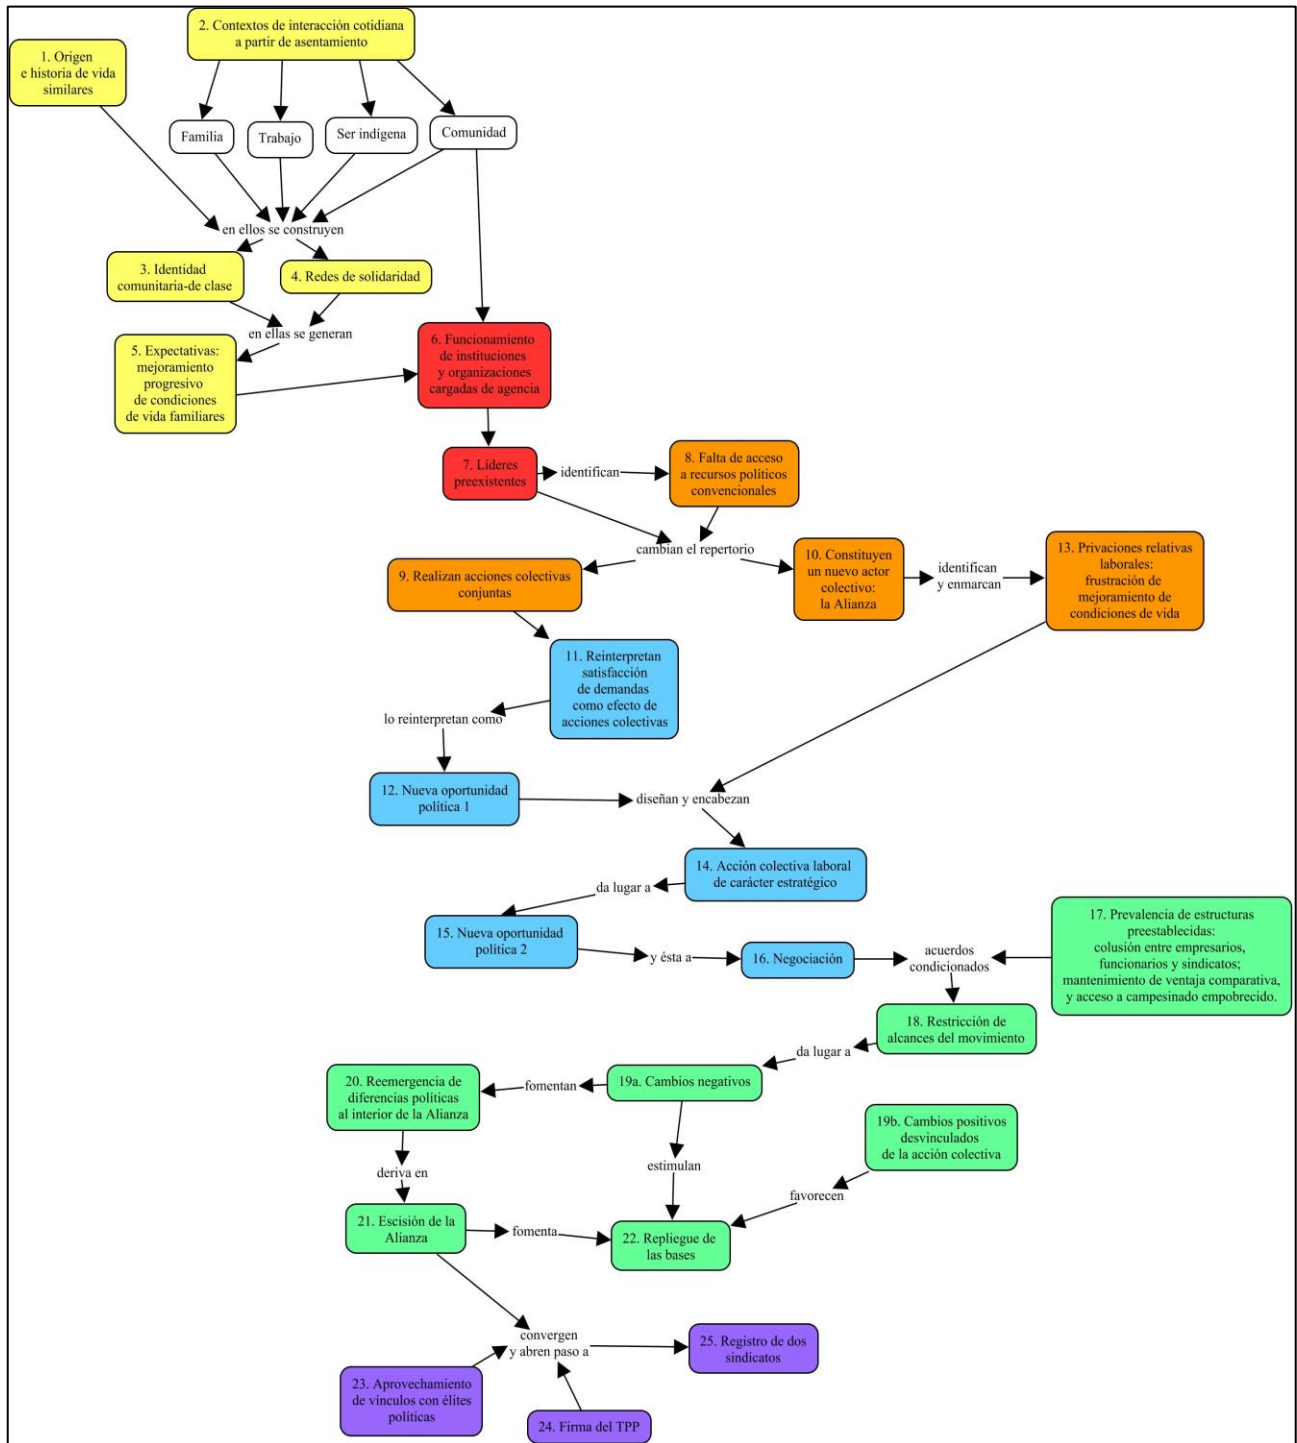 2. Contextos de interacción cotidiana
a partir de asentamiento
1. Origen
e historia de vida
similares
Familia
Trabajo
Ser indígena
Comunidad
en ellos se construyen
3. Identidad
comunitaria-de clase
4. Redes de solidaridad
en ellas se generan
5. Expectativas:
mejoramiento
progresivo
de condiciones
de vida familiares
6. Funcionamiento
de instituciones
y organizaciones
cargadas de agencia
7. Líderes
preexistentes
identifican
8. Falta de acceso
a recursos políticos
convencionales
cambian el repertorio
9. Realizan acciones colectivas
conjuntas
10. Constituyen
un nuevo actor
colectivo:
la Alianza
identifican
y enmarcan
13. Privaciones relativas
laborales:
frustración de
mejoramiento de
condiciones de vida
11. Reinterpretan
satisfacción
de demandas
como efecto de
acciones colectivas
lo reinterpretan como
12. Nueva oportunidad
política 1
diseñan y encabezan
14. Acción colectiva laboral
de carácter estratégico
da lugar a
15. Nueva oportunidad
política 2
y ésta a
16. Negociación
acuerdos
condicionados
17. Prevalencia de estructuras
preestablecidas:
colusión entre empresarios,
funcionarios y sindicatos;
mantenimiento de ventaja comparativa,
y acceso a campesinado empobrecido.
18. Restricción de
alcances del movimiento
da lugar a
19a. Cambios negativos
fomentan
20. Reemergencia de
diferencias políticas
al interior de la Alianza
19b. Cambios positivos
desvinculados
de la acción colectiva
estimulan
deriva en
favorecen
21. Escisión de la
Alianza
fomenta
22. Repliegue de
las bases
convergen
y abren paso a
25. Registro de dos
sindicatos
23. Aprovechamiento
de vínculos con élites
políticas
24. Firma del TPP